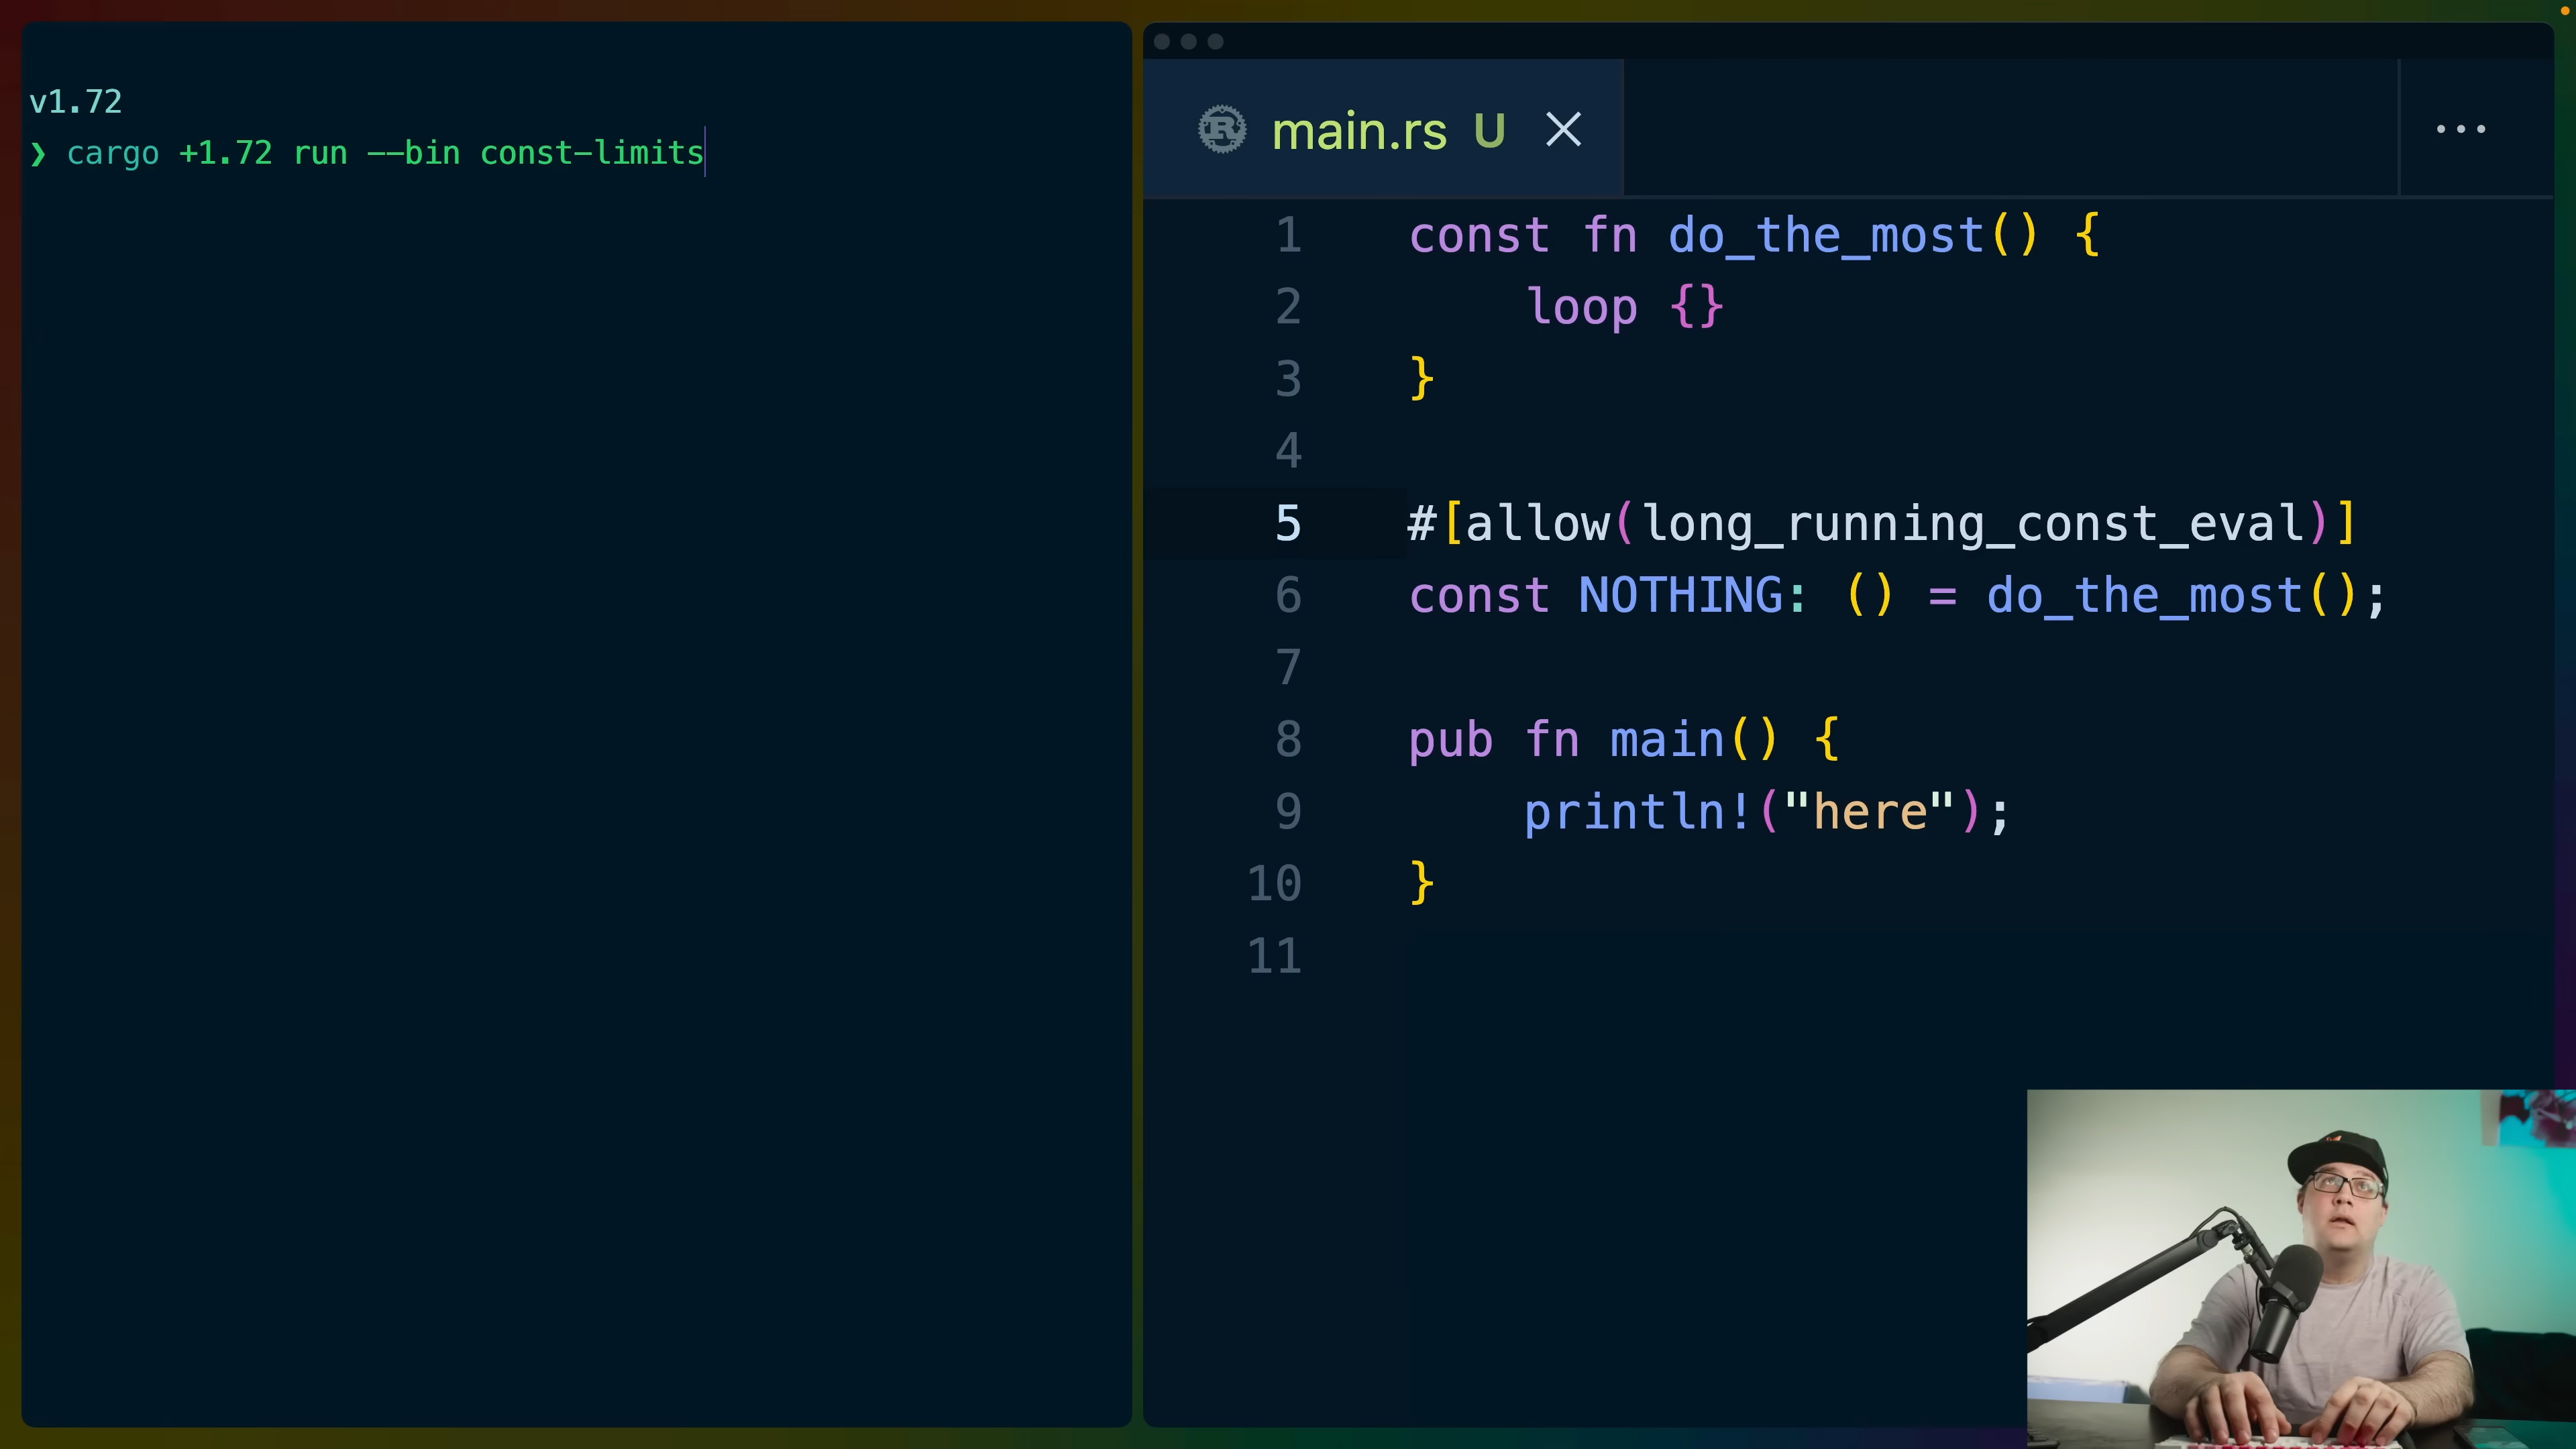 v1.72
❯ cargo +1.72 run --bin const-limits
main.rs U
1 const fn do_the_most() {
2 loop {}
3 }
4
5 #[allow(long_running_const_eval)]
6 const NOTHING: () = do_the_most();
7
8 pub fn main() {
9 println!("here");
10 }
11